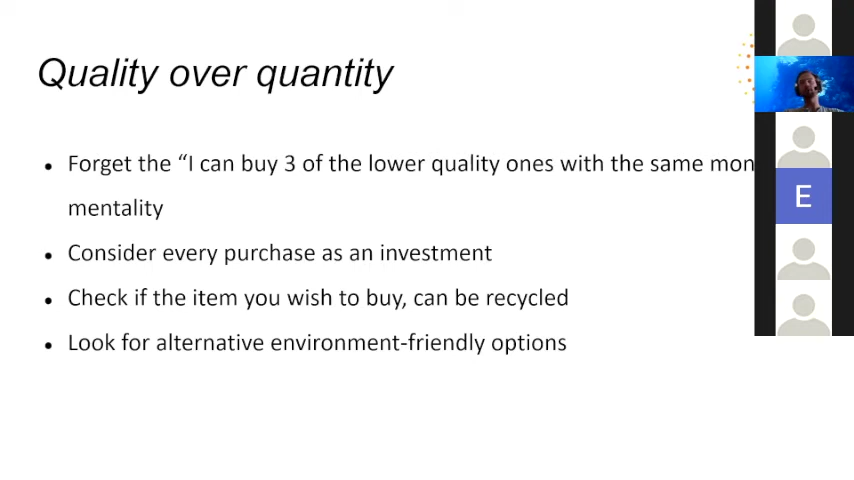 Quality over quantity
• Forget the “I can buy 3 of the lower quality ones with the same mon
mentality
• Consider every purchase as an investment
• Check if the item you wish to buy, can be recycled
• Look for alternative environment-friendly options
E